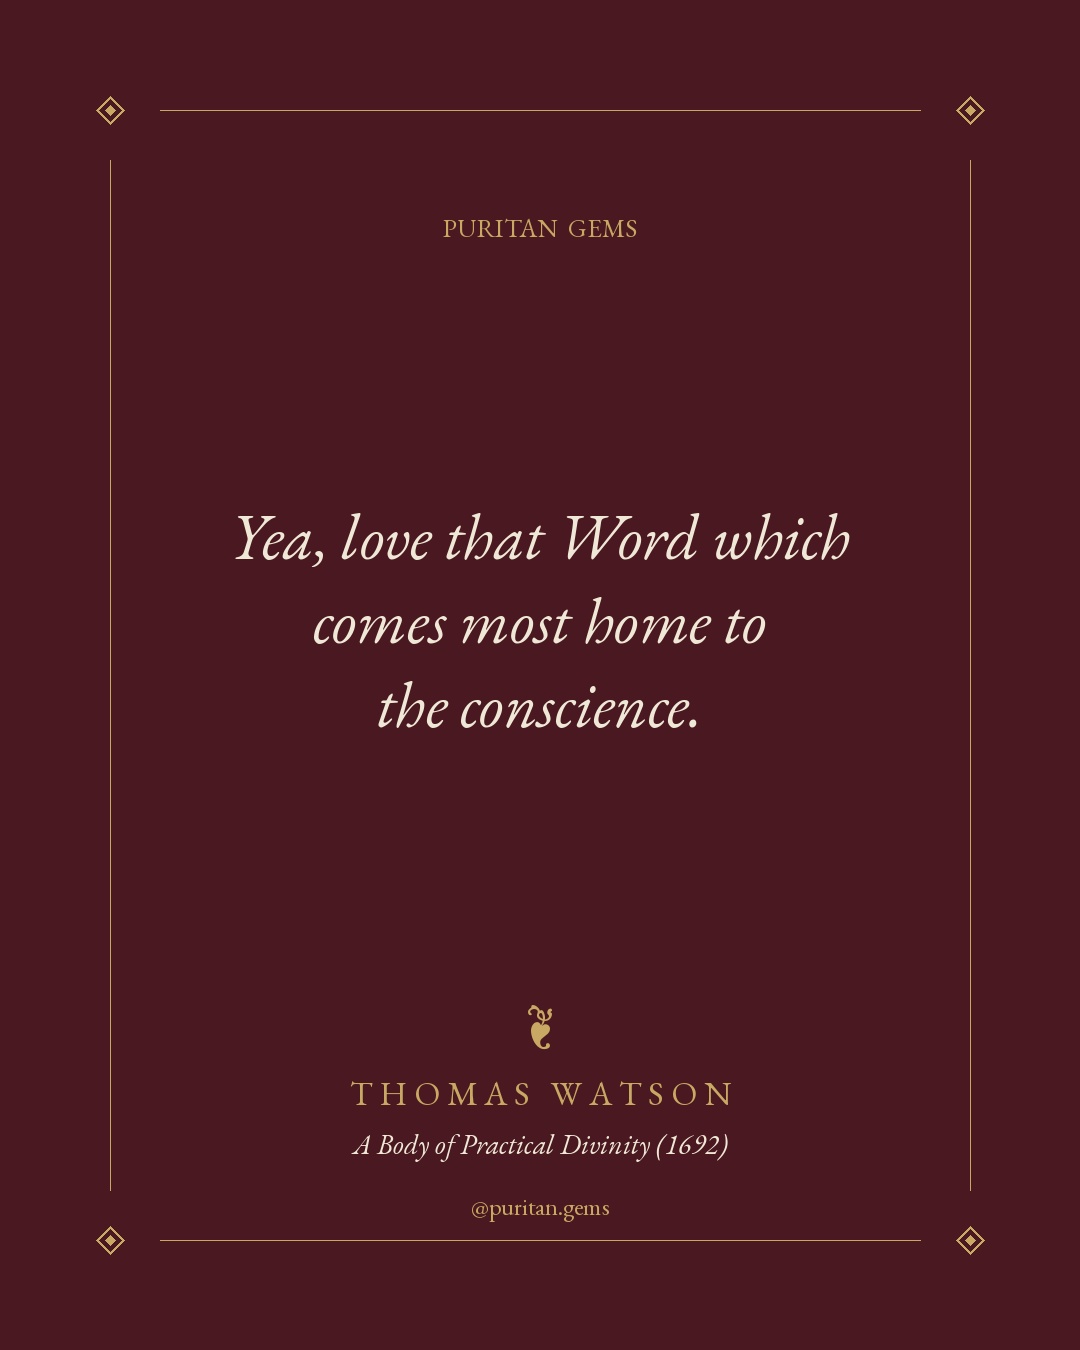 PURITAN GEMS
Yea, love that Word which
comes most home to
the conscience.
THOMAS WATSON
A Body of Practical Divinity (1692)
@puritan.gems